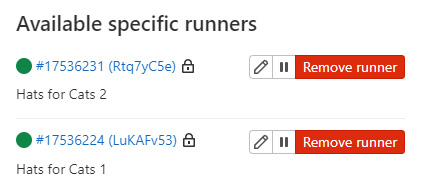 Available specific runners
#17536231 (Rtq7yC5e) Remove runner
Hats for Cats 2
#17536224 (LuKAFv53) Remove runner
Hats for Cats 1